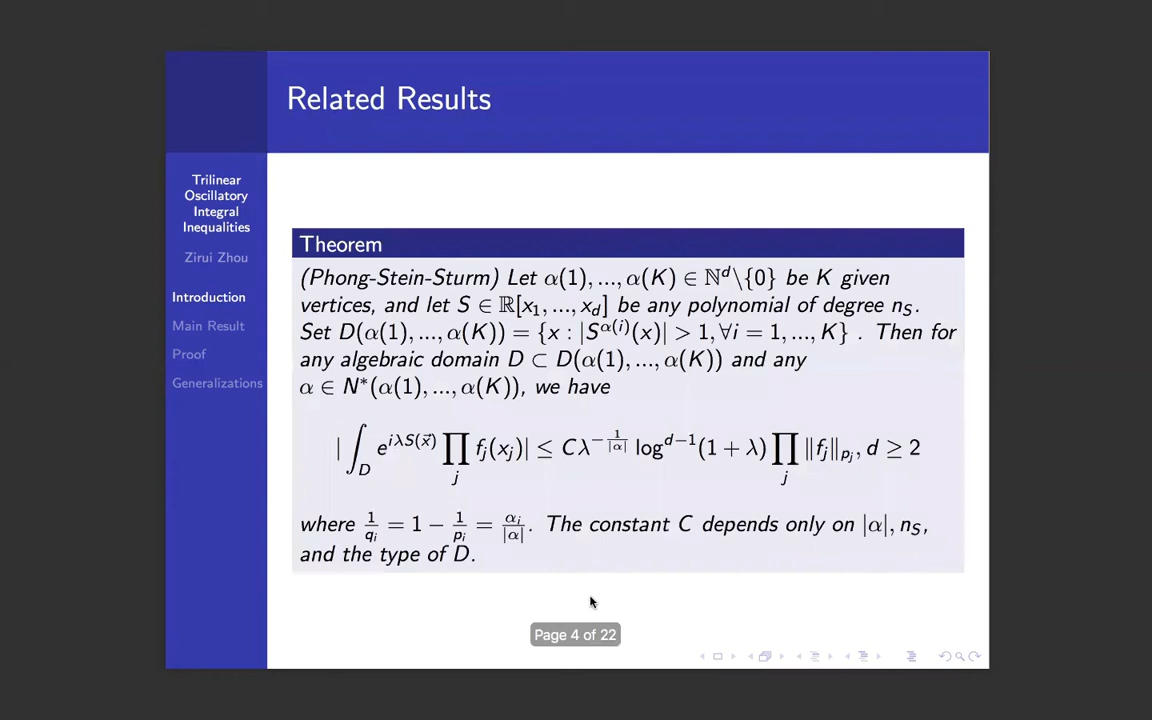 Related Results
Trilinear
Oscillatory
Integral
Inequalities
Zirui Zhou
Introduction
Main Result
Proof
Generalizations
Theorem
(Phong-Stein-Sturm) Let α(1), ..., α(K) ∈ ℕ^d\{0} be K given
vertices, and let S ∈ ℝ[x_1, ..., x_d] be any polynomial of degree n_S.
Set D(α(1), ..., α(K)) = {x : |S^{α(i)}(x)| > 1, ∀i = 1, ..., K} . Then for
any algebraic domain D ⊂ D(α(1), ..., α(K)) and any
α ∈ N*(α(1), ..., α(K)), we have
|∫_D e^{iλS(x⃗)} ∏_j f_j(x_j)| ≤ Cλ^{-1/|α|} log^{d−1}(1 + λ) ∏_j ‖f_j‖_{p_j}, d ≥ 2
where 1/q_i = 1 − 1/p_i = α_i/|α|. The constant C depends only on |α|, n_S,
and the type of D.
Page 4 of 22